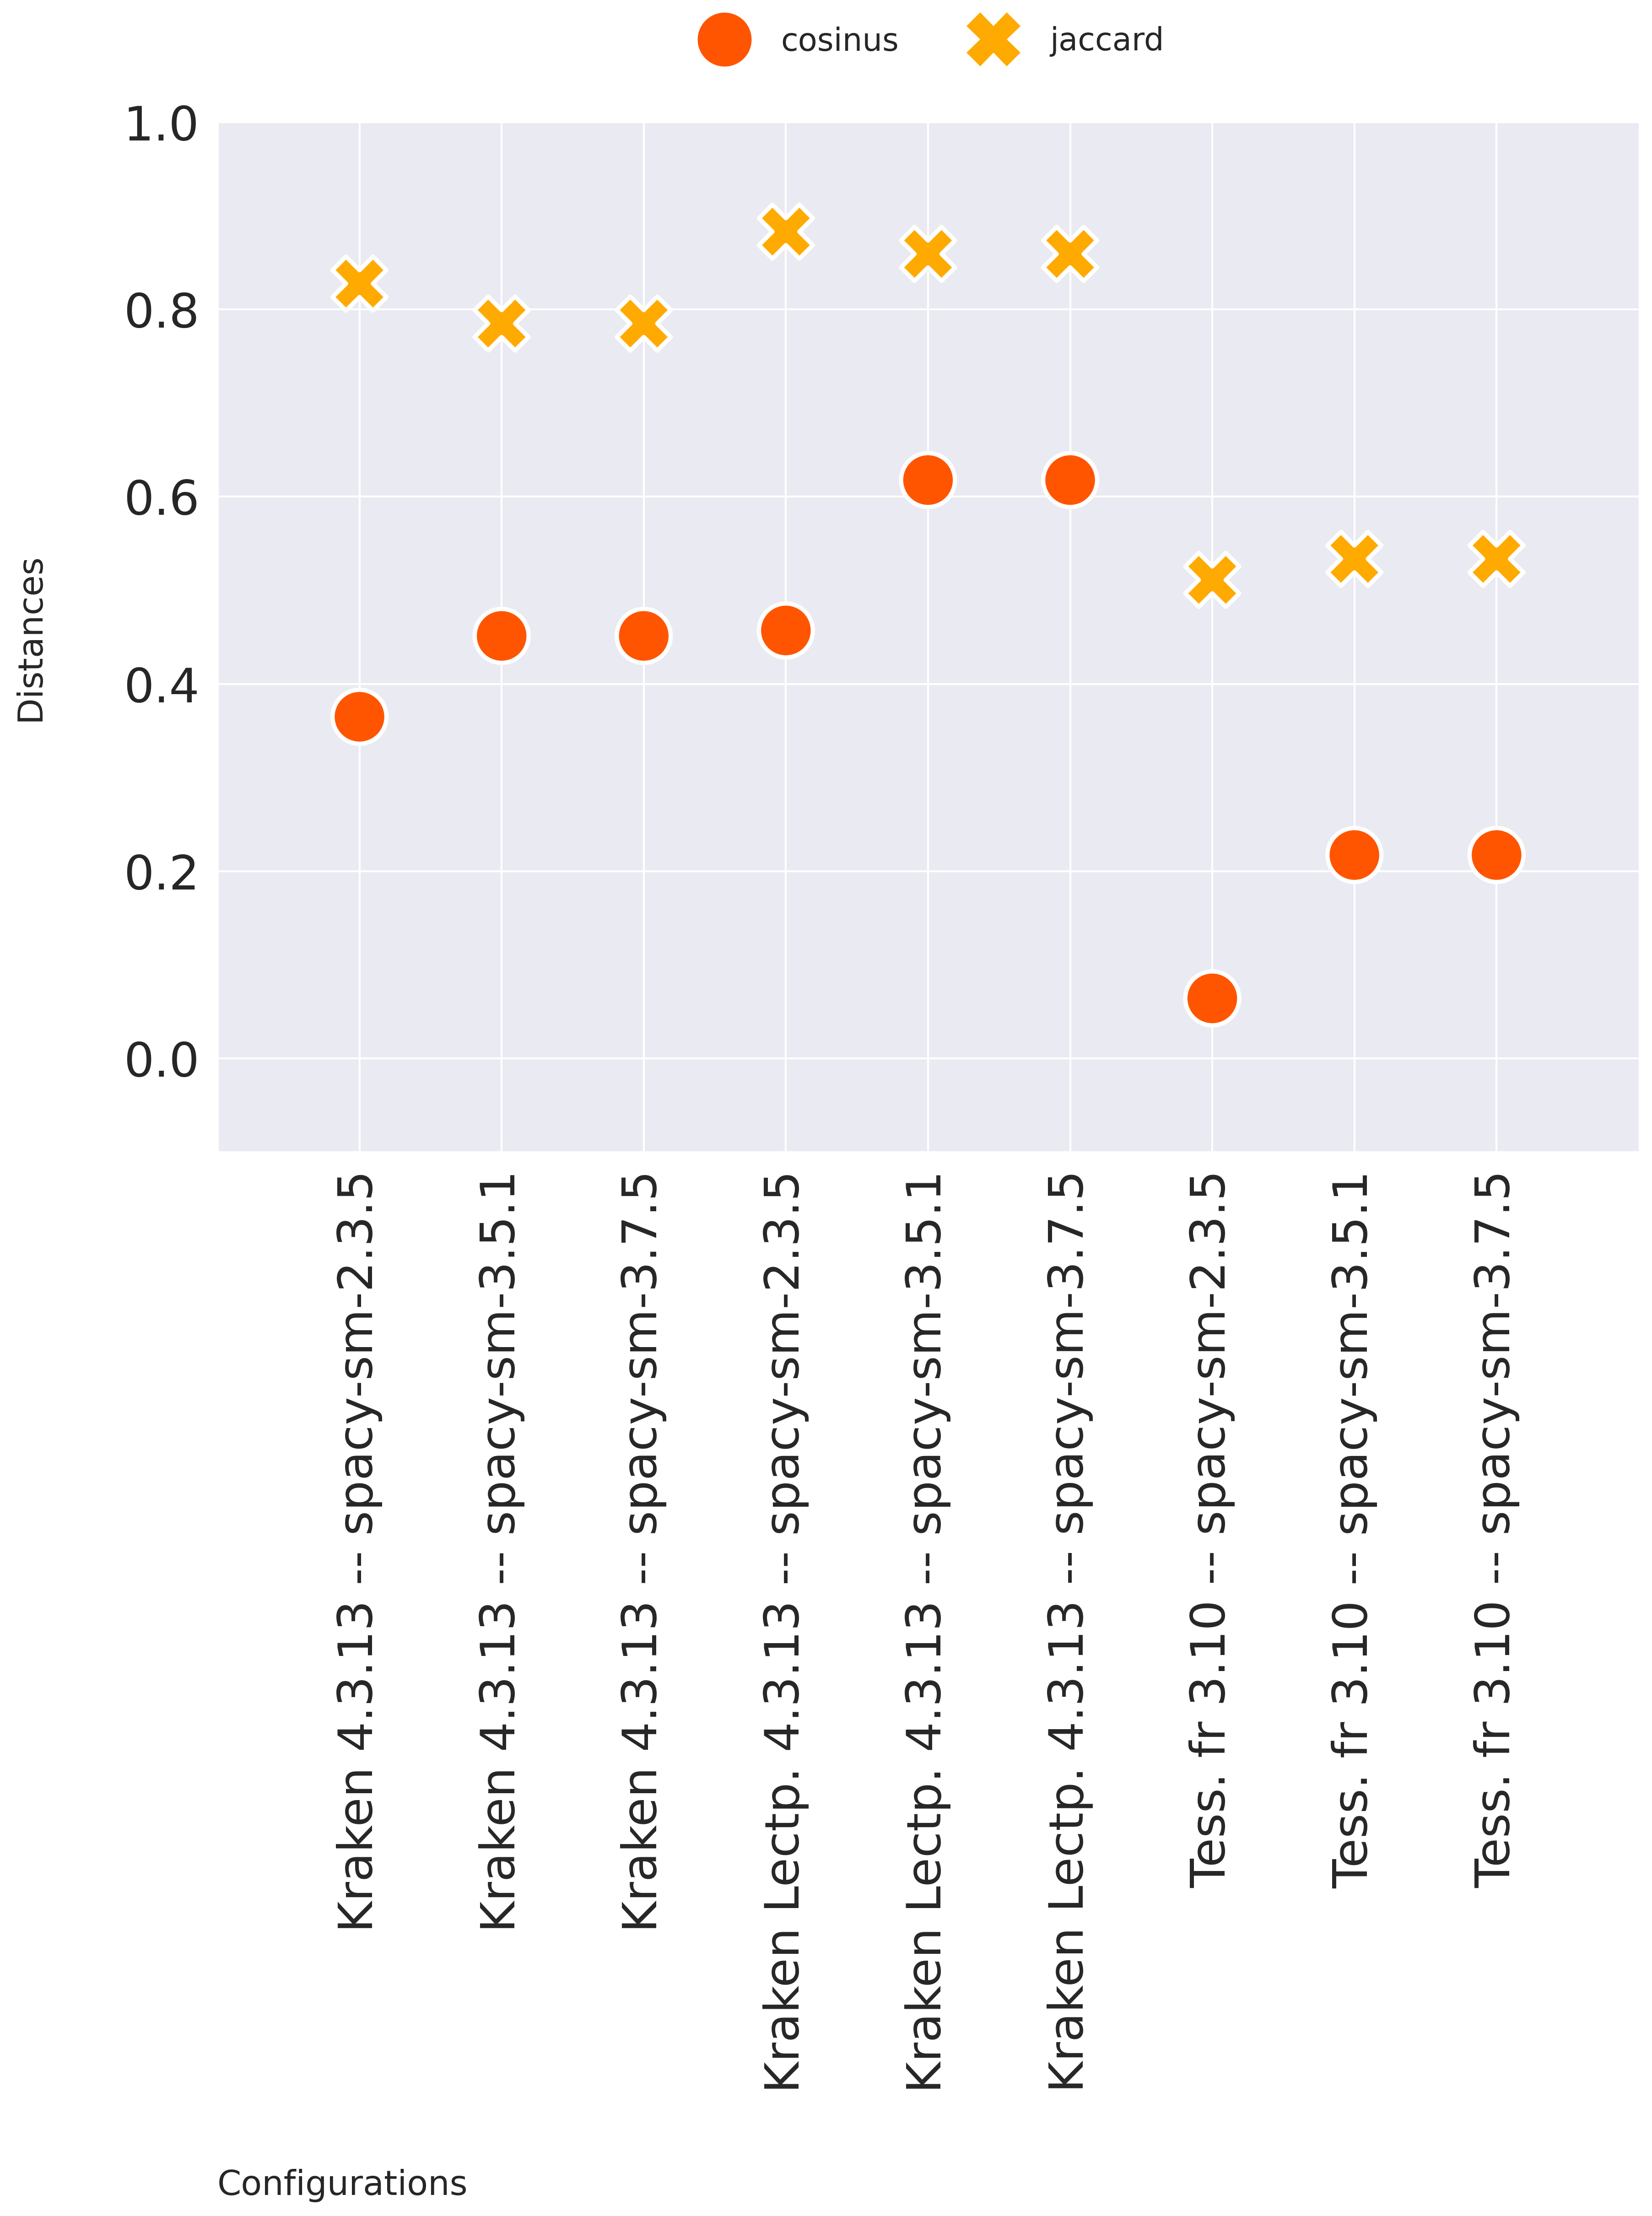 cosinus jaccard
1.0
0.8
0.6
0.4
0.2
0.0
Distances
Kraken 4.3.13 -- spacy-sm-2.3.5
Kraken 4.3.13 -- spacy-sm-3.5.1
Kraken 4.3.13 -- spacy-sm-3.7.5
Kraken Lectp. 4.3.13 -- spacy-sm-2.3.5
Kraken Lectp. 4.3.13 -- spacy-sm-3.5.1
Kraken Lectp. 4.3.13 -- spacy-sm-3.7.5
Tess. fr 3.10 -- spacy-sm-2.3.5
Tess. fr 3.10 -- spacy-sm-3.5.1
Tess. fr 3.10 -- spacy-sm-3.7.5
Configurations